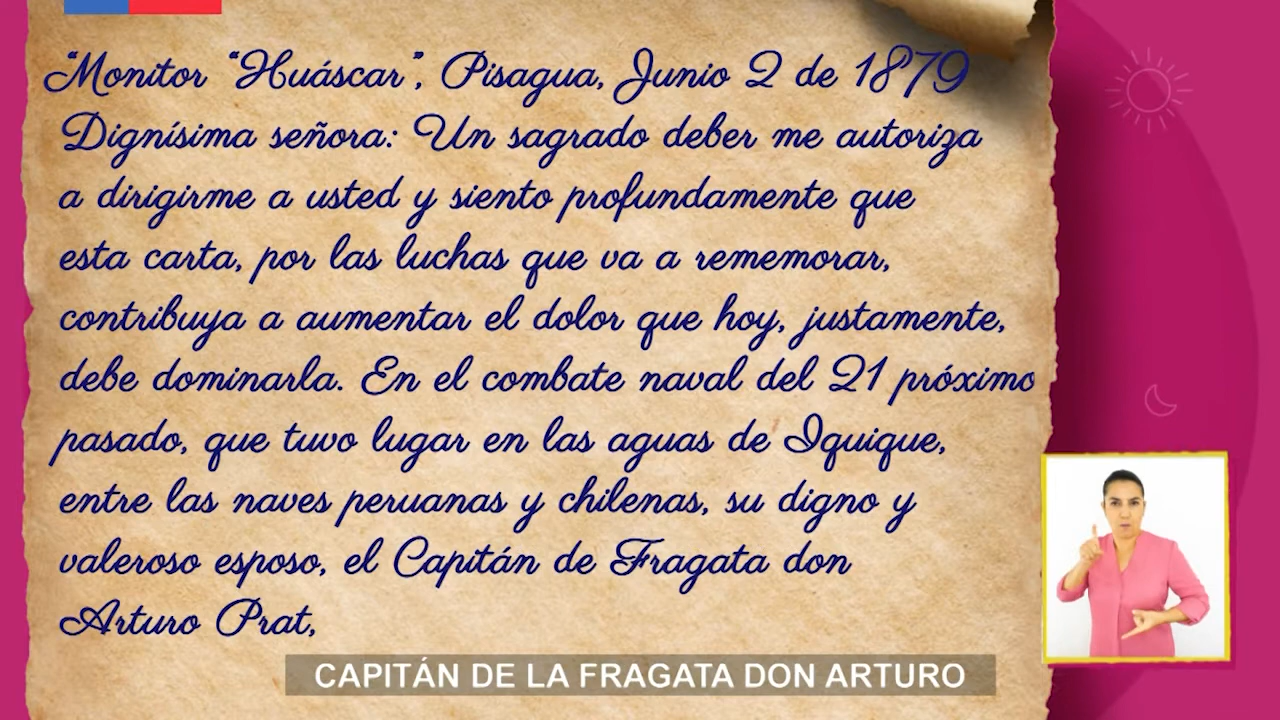 “Monitor “Huáscar”, Pisagua, Junio 2 de 1879
Dignísima señora: Un sagrado deber me autoriza
a dirigirme a usted y siento profundamente que
esta carta, por las luchas que va a rememorar,
contribuya a aumentar el dolor que hoy, justamente,
debe dominarla. En el combate naval del 21 próximo
pasado, que tuvo lugar en las aguas de Iquique,
entre las naves peruanas y chilenas, su digno y
valeroso esposo, el Capitán de Fragata don
Arturo Prat,
CAPITÁN DE LA FRAGATA DON ARTURO